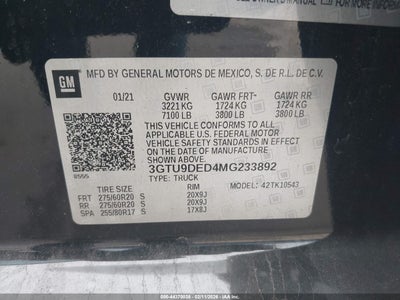 OWNER'S MANUAL
GM
MFD BY GENERAL MOTORS DE MEXICO, S. DE R.L. DE C.V.
01/21 GVWR GAWR FRT GAWR RR
3221 KG 1724 KG 1724 KG
7100 LB 3800 LB 3800 LB
THIS VEHICLE CONFORMS TO ALL APPLICABLE
U.S. FEDERAL MOTOR
VEHICLE SAFETY STANDARDS IN EFFECT ON THE DATE OF
MANUFACTURE SHOWN ABOVE.
3GTU9DED4MG233892
TYPE: TRUCK MODEL: 42TK10543
TIRE SIZE RIM
FRT 275/60R20 S 20X9J
RR 275/60R20 S 20X9J
SPA 255/80R17 S 17X8J